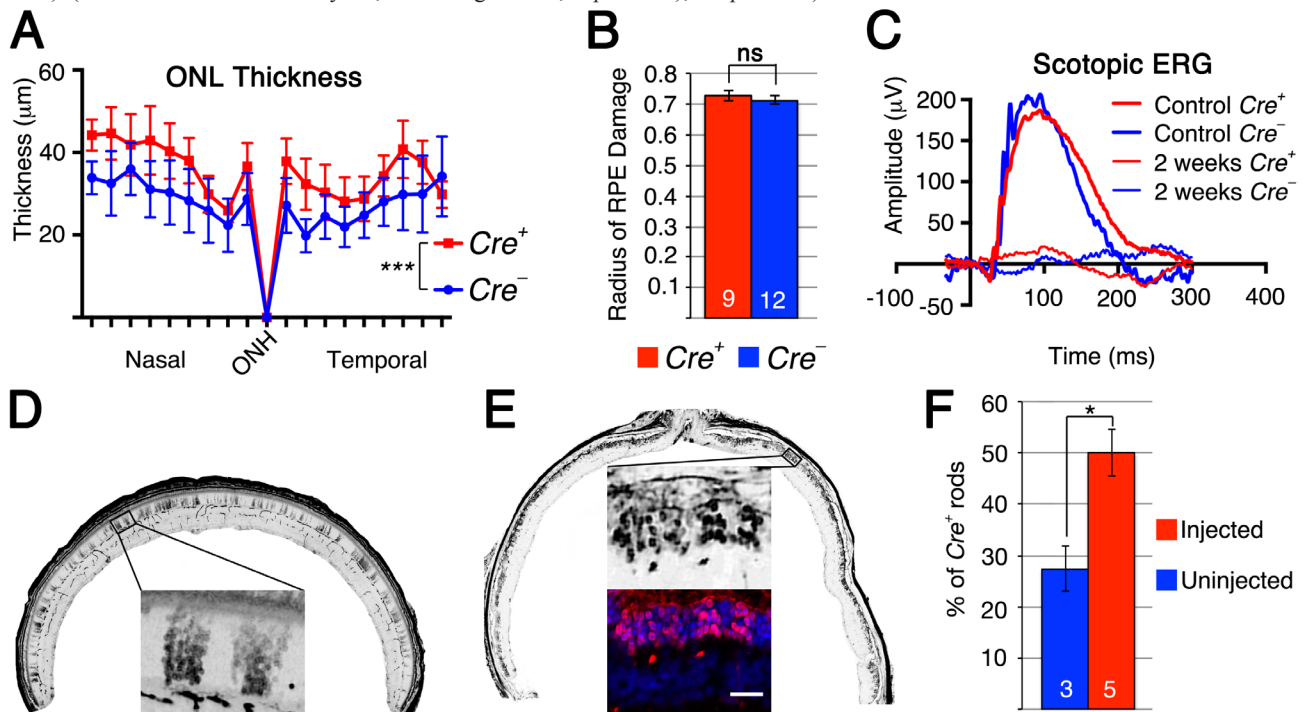 A
ONL Thickness
Thickness (μm)
60
40
20
Nasal
ONH
Temporal
***
Cre+
Cre−
B
ns
Radius of RPE Damage
0.8
0.7
0.6
0.5
0.4
0.3
0.2
0.1
9
12
Cre+
Cre−
C
Scotopic ERG
Amplitude (μV)
200
150
100
50
-50
-100
100
200
300
400
Time (ms)
Control Cre+
Control Cre−
2 weeks Cre+
2 weeks Cre−
D
E
F
% of Cre+ rods
60
50
40
30
20
10
*
3
5
Injected
Uninjected